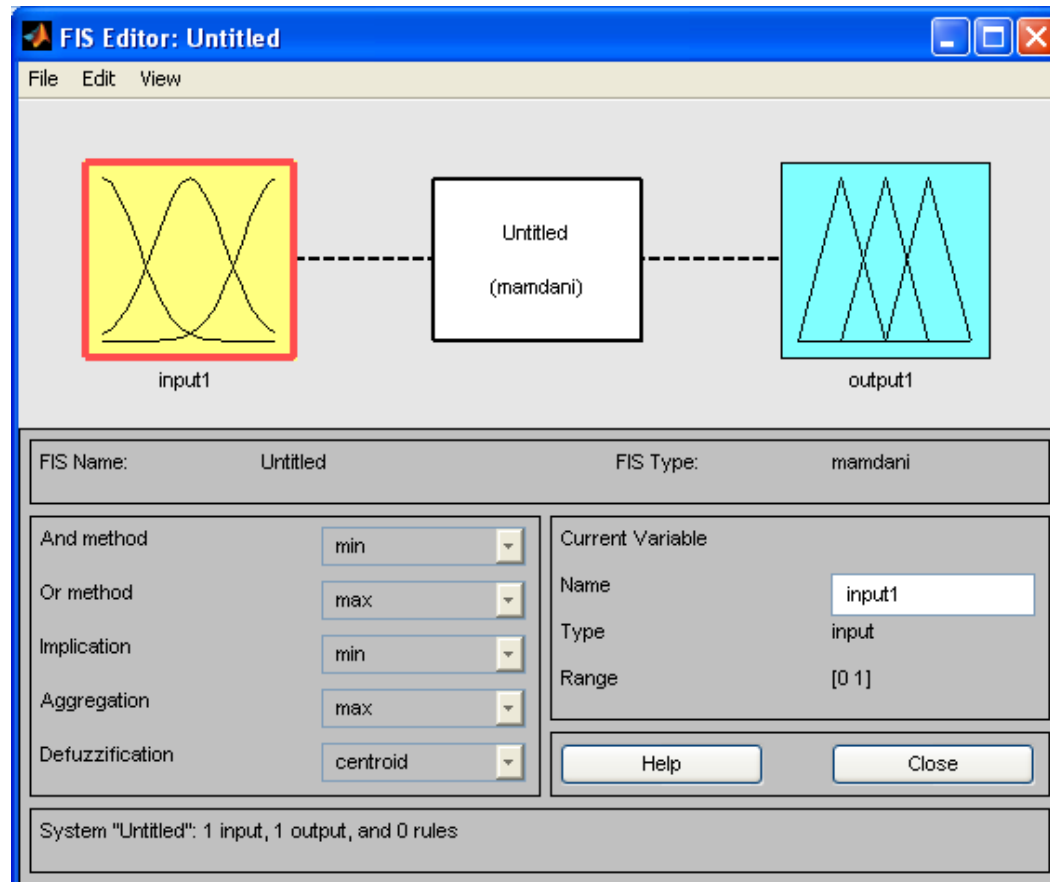 FIS Editor: Untitled
File Edit View
Untitled
(mamdani)
input1
output1
FIS Name: Untitled FIS Type: mamdani
And method min
Or method max
Implication min
Aggregation max
Defuzzification centroid
Current Variable
Name input1
Type input
Range [0 1]
Help Close
System "Untitled": 1 input, 1 output, and 0 rules